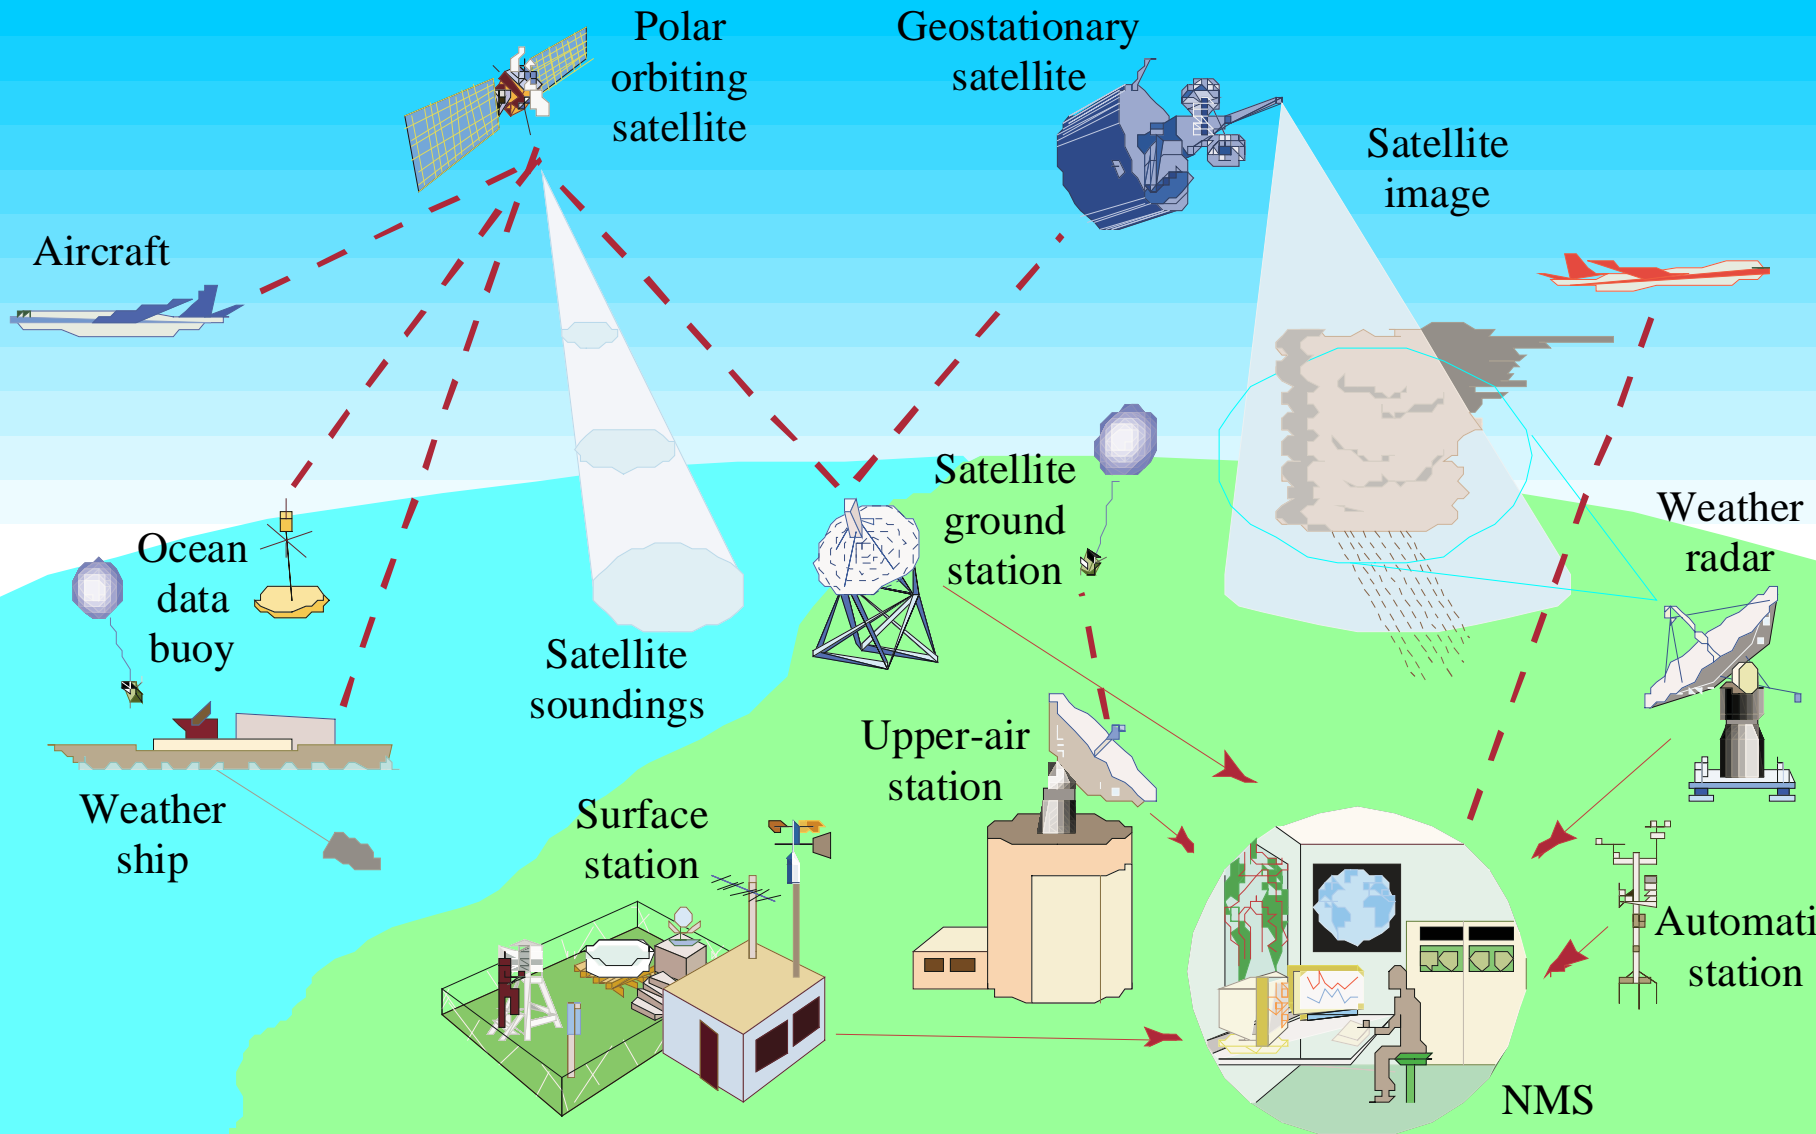 Polar
orbiting
satellite
Geostationary
satellite
Satellite
image
Aircraft
Satellite
ground
station
Weather
radar
Ocean
data
buoy
Satellite
soundings
Upper-air
station
Weather
ship
Surface
station
Automati
station
NMS